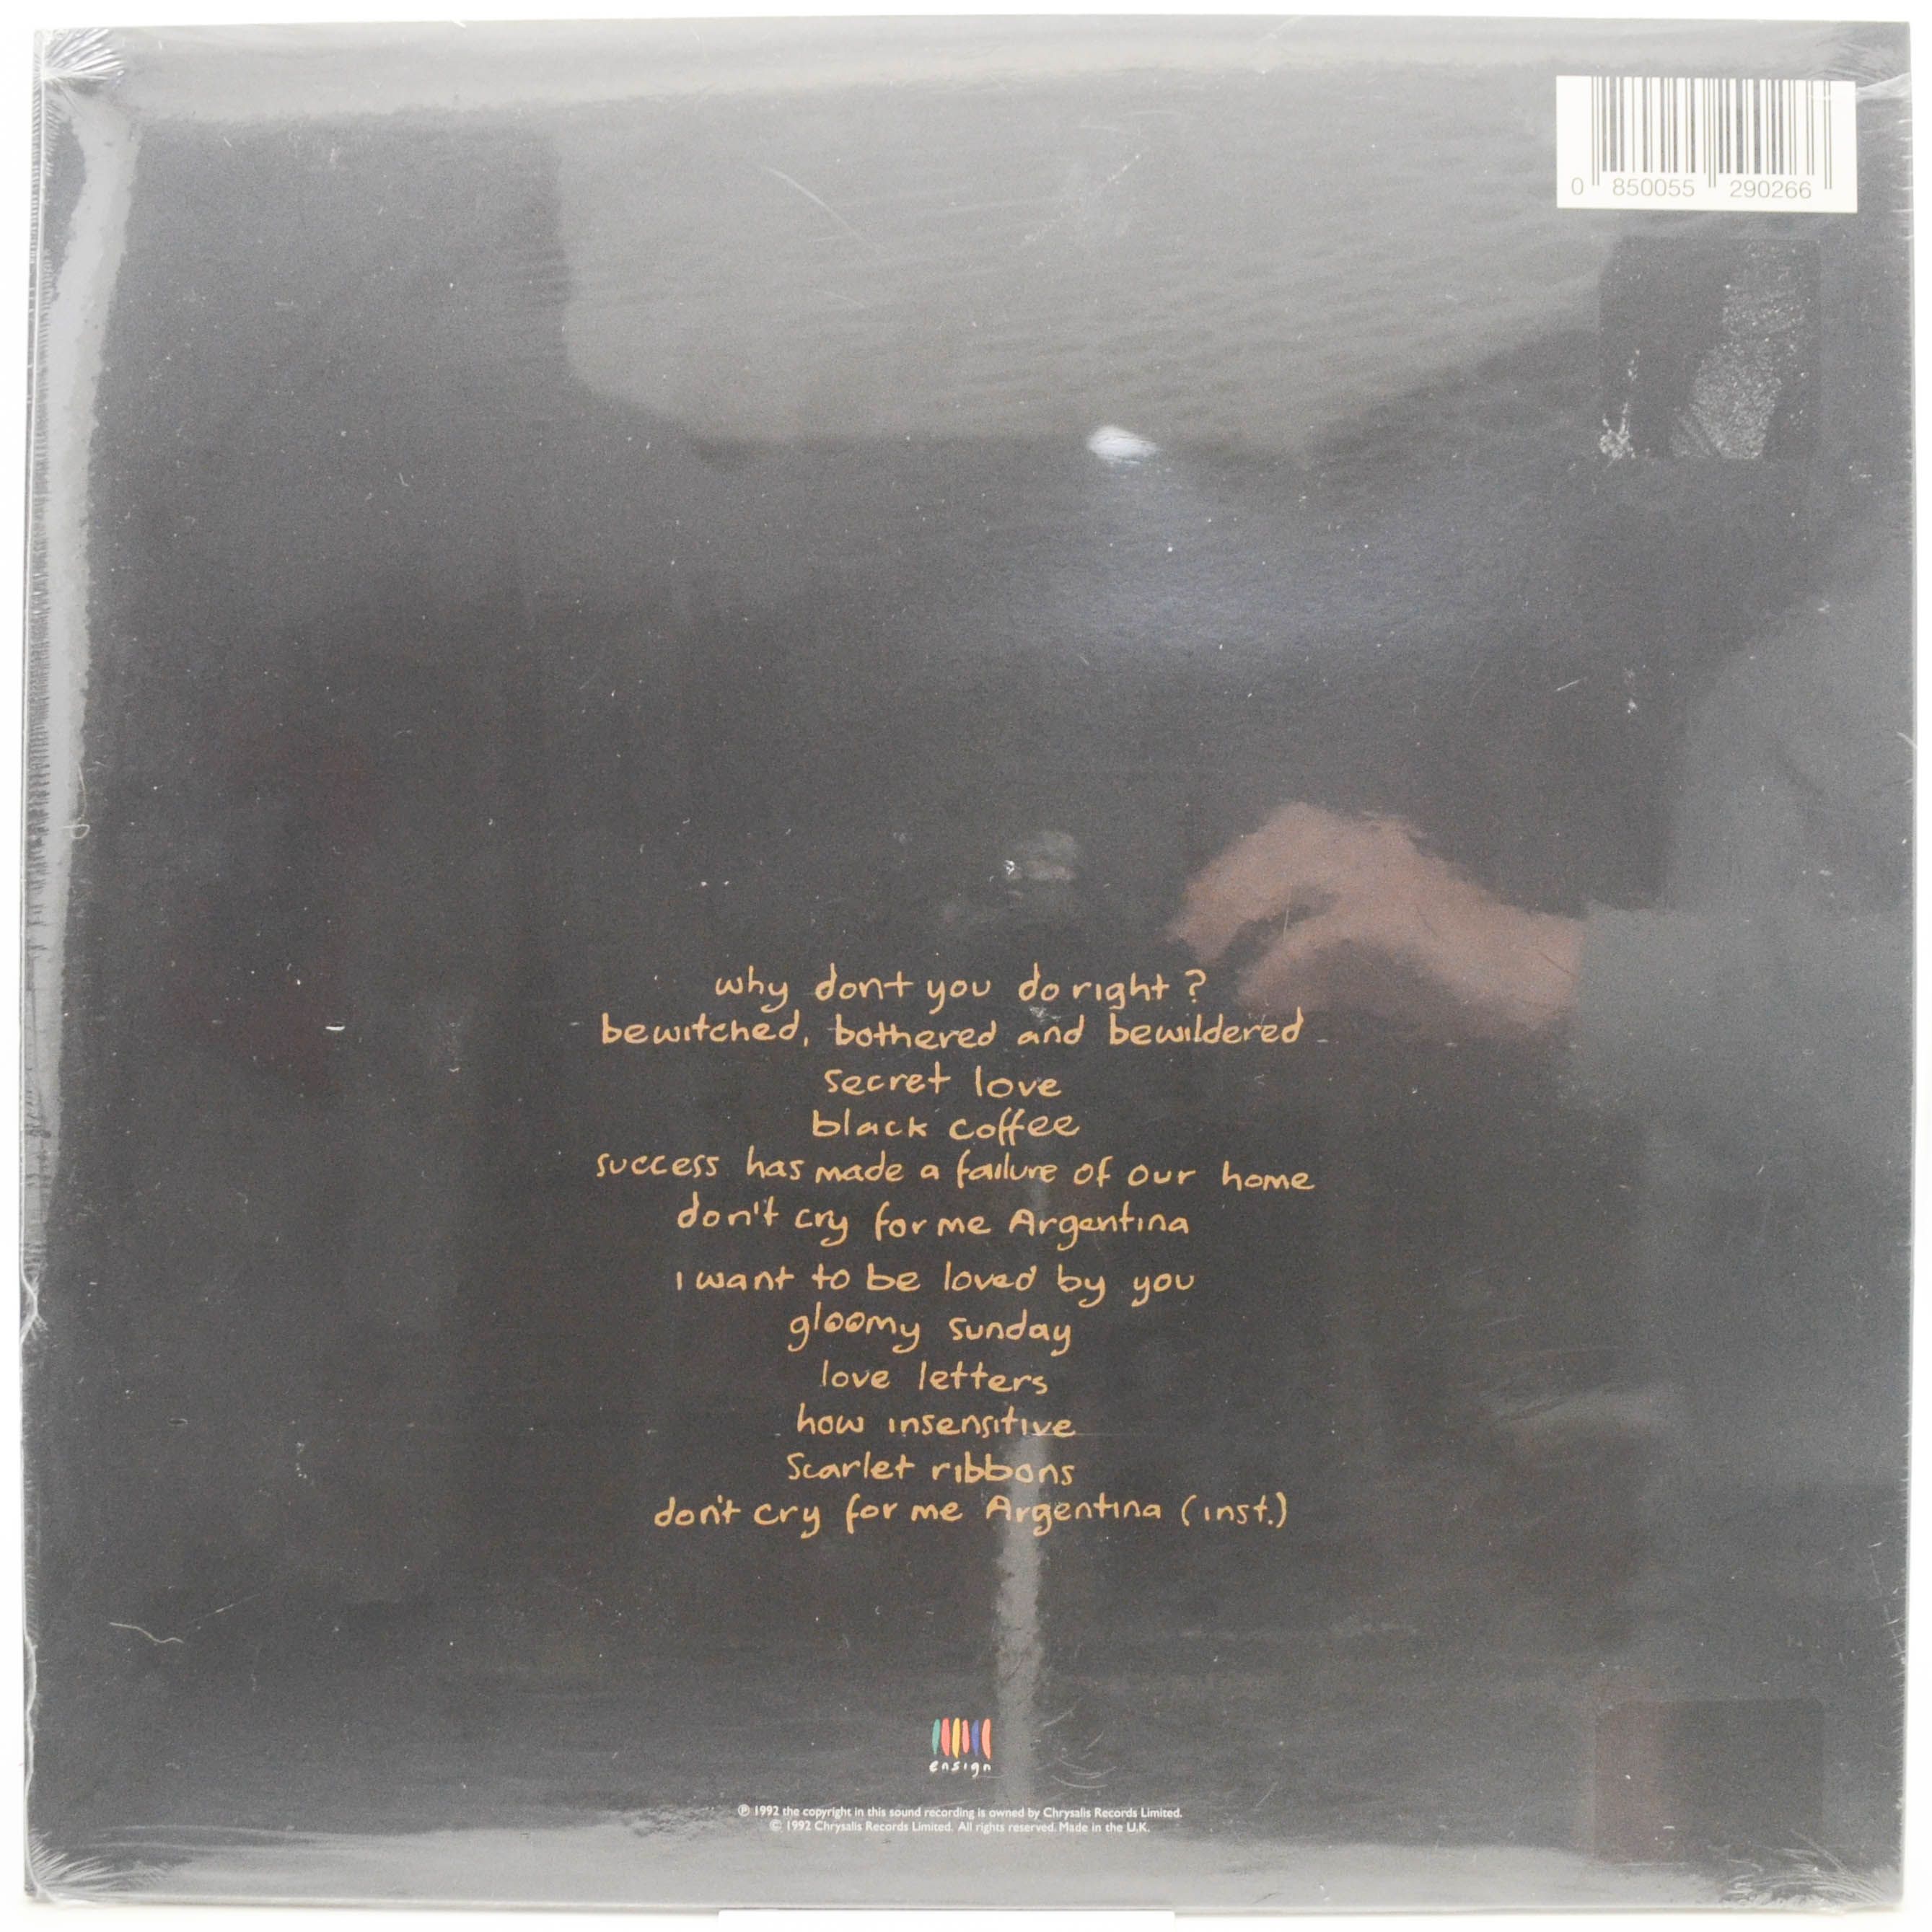 0 850055 290266
why dont you do right ?
bewitched, bothered and bewildered
secret love
black coffee
success has made a failure of our home
don't cry for me Argentina
I want to be loved by you
gloomy sunday
love letters
how insensitive
Scarlet ribbons
don't cry for me Argentina (inst.)
ensign
℗ 1992 the copyright in this sound recording is owned by Chrysalis Records Limited.
© 1992 Chrysalis Records Limited. All rights reserved. Made in the U.K.